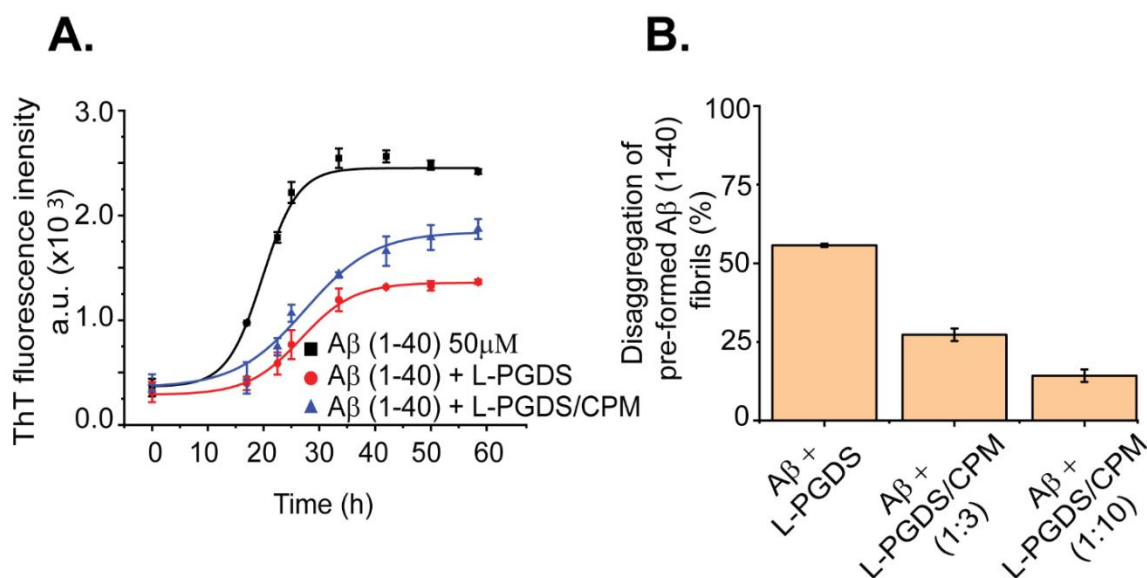 A.
ThT fluorescence inensity
a.u. (x10 3)
3.0
2.0
1.0
0.0
0 10 20 30 40 50 60
Time (h)
Aβ (1-40) 50μM
Aβ (1-40) + L-PGDS
Aβ (1-40) + L-PGDS/CPM
B.
Disaggregation of
pre-formed Aβ (1-40)
fibrils (%)
100
75
50
25
0
Aβ +
L-PGDS
Aβ +
L-PGDS/CPM
(1:3)
Aβ +
L-PGDS/CPM
(1:10)